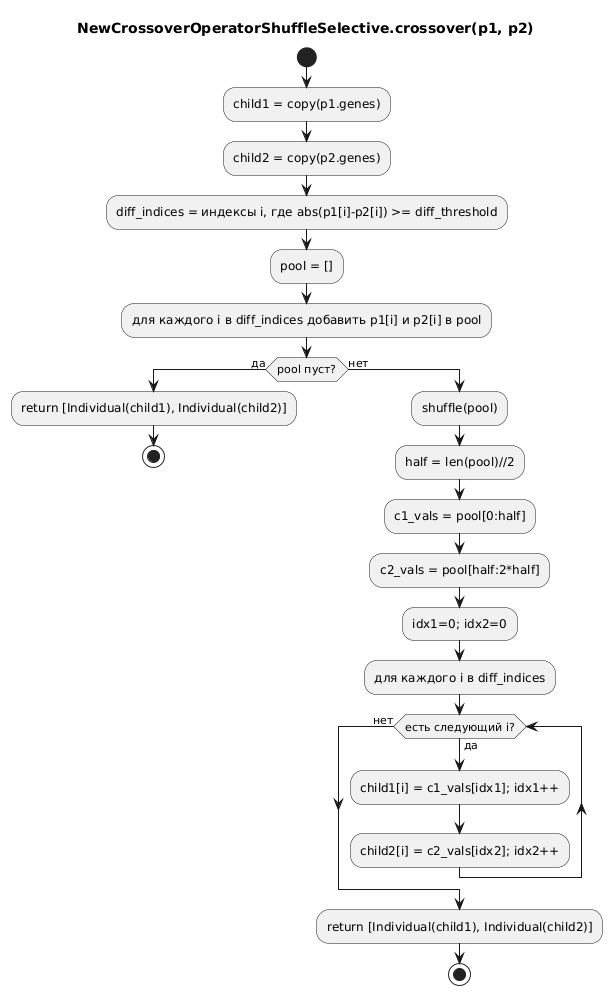 NewCrossoverOperatorShuffleSelective.crossover(p1, p2)
child1 = copy(p1.genes)
child2 = copy(p2.genes)
diff_indices = индексы i, где abs(p1[i]-p2[i]) >= diff_threshold
pool = []
для каждого i в diff_indices добавить p1[i] и p2[i] в pool
да
pool пуст?
нет
return [Individual(child1), Individual(child2)]
shuffle(pool)
half = len(pool)//2
c1_vals = pool[0:half]
c2_vals = pool[half:2*half]
idx1=0; idx2=0
для каждого i в diff_indices
нет
есть следующий i?
да
child1[i] = c1_vals[idx1]; idx1++
child2[i] = c2_vals[idx2]; idx2++
return [Individual(child1), Individual(child2)]